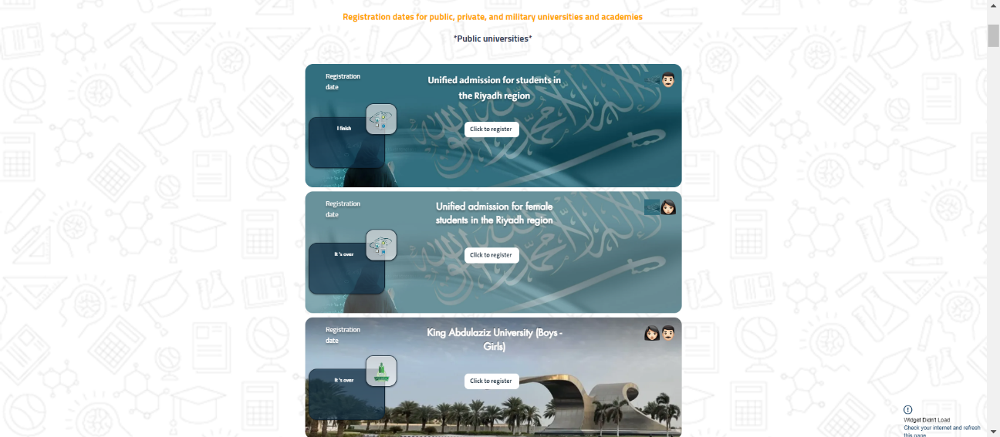 Registration dates for public, private, and military universities and academies
*Public universities*
Registration
date
Unified admission for students in
the Riyadh region
I finish
Click to register
Registration
date
Unified admission for female
students in the Riyadh region
It 's over
Click to register
Registration
date
King Abdulaziz University (Boys -
Girls)
It 's over
Click to register
Widget Didn't Load
Check your internet and refresh
this page.